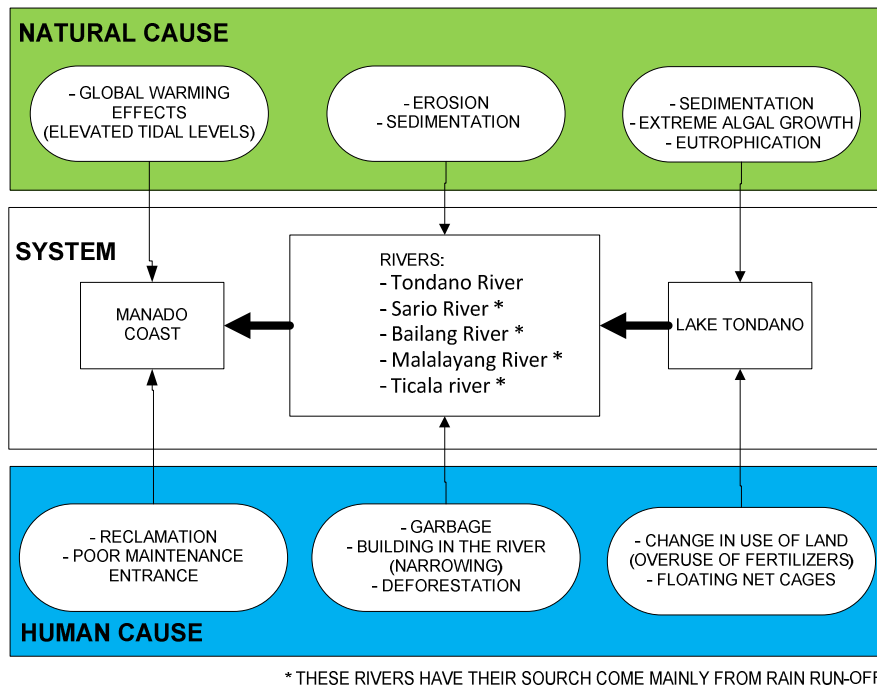 NATURAL CAUSE
- GLOBAL WARMING
EFFECTS
(ELEVATED TIDAL LEVELS)
- EROSION
- SEDIMENTATION
- SEDIMENTATION
- EXTREME ALGAL GROWTH
- EUTROPHICATION
SYSTEM
MANADO
COAST
RIVERS:
- Tondano River
- Sario River *
- Bailang River *
- Malalayang River *
- Ticala river *
LAKE TONDANO
- RECLAMATION
- POOR MAINTENANCE
ENTRANCE
- GARBAGE
- BUILDING IN THE RIVER
(NARROWING)
- DEFORESTATION
- CHANGE IN USE OF LAND
(OVERUSE OF FERTILIZERS)
- FLOATING NET CAGES
HUMAN CAUSE
* THESE RIVERS HAVE THEIR SOURCH COME MAINLY FROM RAIN RUN-OFF